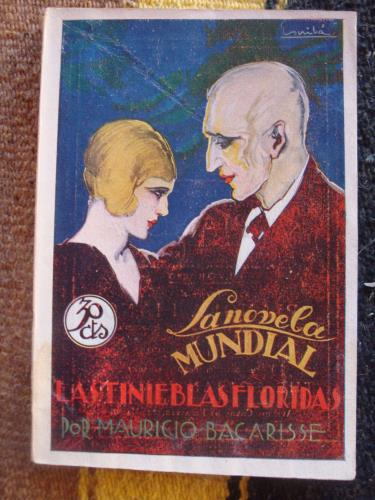 30
cts
La novela
MUNDIAL
LAS TINIEBLAS FLORIDAS
POR MAURICIO BACARISSE